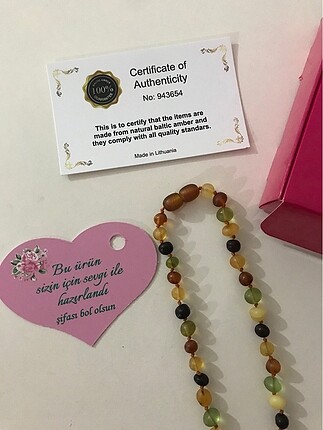 Certificate of
Authenticity
No: 943654
100%
This is to certify that the items are
made from natural baltic amber and
they comply with all quality standars.
Made in Lithuania
Bu ürün
sizin için sevgi ile
hazırlandı
şifası bol olsun